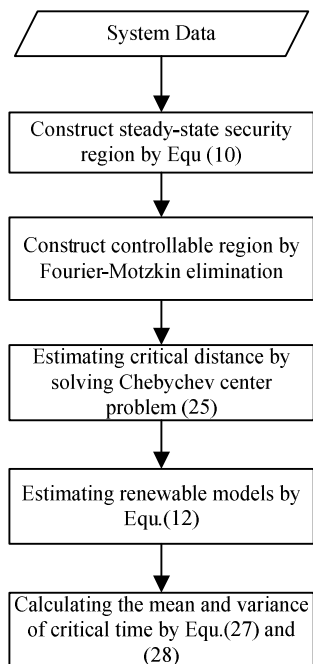 System Data
Construct steady-state security
region by Equ (10)
Construct controllable region by
Fourier-Motzkin elimination
Estimating critical distance by
solving Chebychev center
problem (25)
Estimating renewable models by
Equ.(12)
Calculating the mean and variance
of critical time by Equ.(27) and
(28)